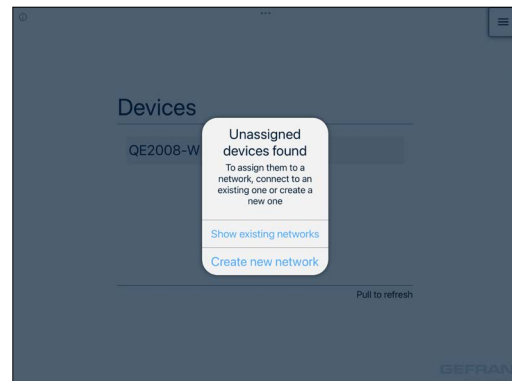 Devices
QE2008-W
Unassigned
devices found
To assign them to a
network, connect to an
existing one or create a
new one
Show existing networks
Create new network
Pull to refresh
GEFRAN